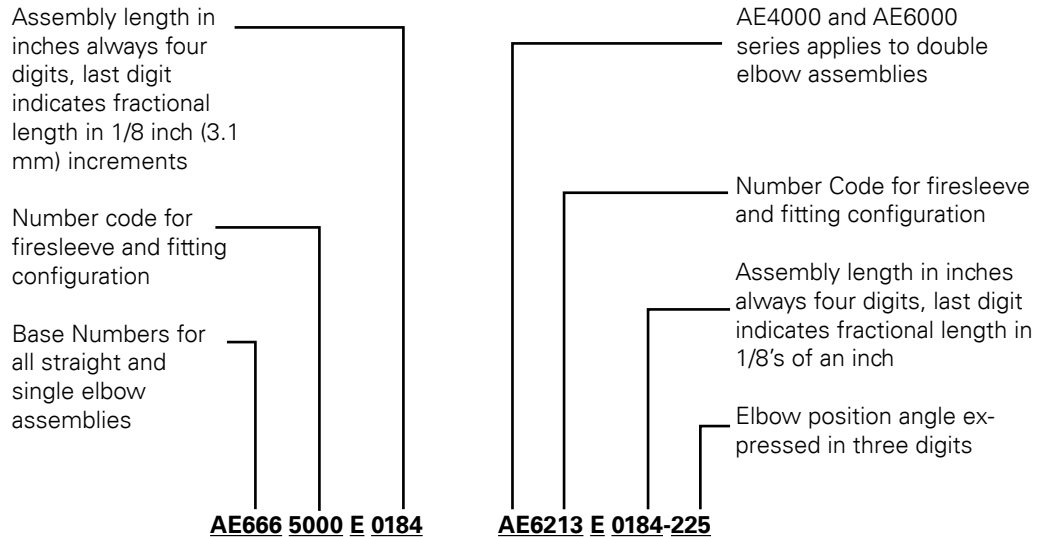 Assembly length in
inches always four
digits, last digit
indicates fractional
length in 1/8 inch (3.1
mm) increments
Number code for
firesleeve and fitting
configuration
Base Numbers for
all straight and
single elbow
assemblies
AE666 5000 E 0184
AE4000 and AE6000
series applies to double
elbow assemblies
Number Code for firesleeve
and fitting configuration
Assembly length in inches
always four digits, last digit
indicates fractional length in
1/8's of an inch
Elbow position angle ex-
pressed in three digits
AE6213 E 0184-225